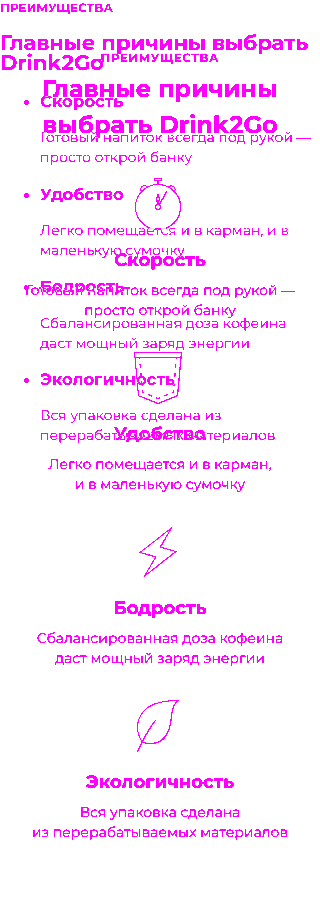 ПРЕИМУЩЕСТВА
Главные причины выбрать
Drink2Go
ПРЕИМУЩЕСТВА
Главные причины
выбрать Drink2Go
Скорость
Готовый напиток всегда под рукой —
просто открой банку
Удобство
Легко помещается и в карман, и в
маленькую сумочку
Скорость
Готовый напиток всегда под рукой —
просто открой банку
Бодрость
Сбалансированная доза кофеина
даст мощный заряд энергии
Экологичность
Вся упаковка сделана из
перерабатываемых материалов
Удобство
Легко помещается и в карман,
и в маленькую сумочку
Бодрость
Сбалансированная доза кофеина
даст мощный заряд энергии
Экологичность
Вся упаковка сделана
из перерабатываемых материалов